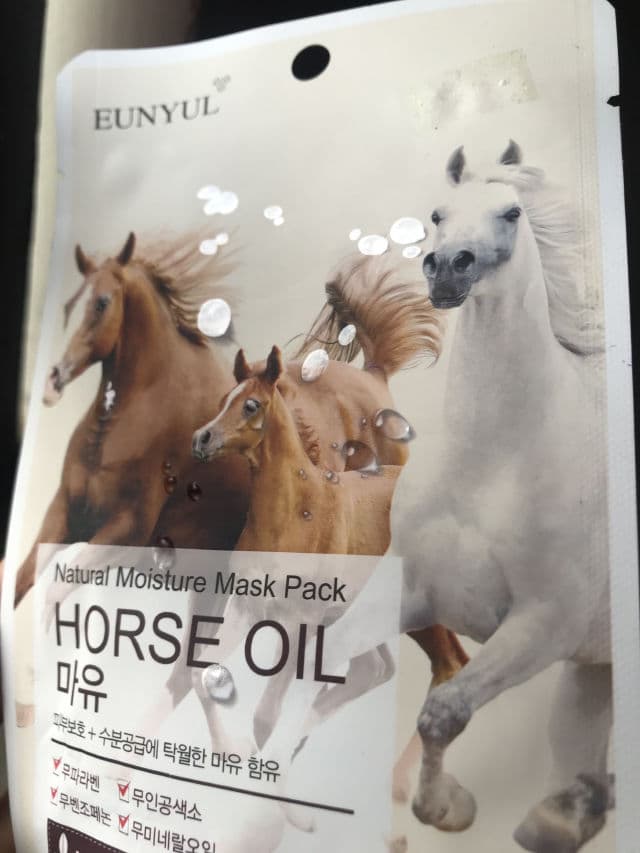 EUNYUL
Natural Moisture Mask Pack
HORSE OIL
마유
피부보호 + 수분공급에 탁월한 마유 함유
무파라벤 무인공색소
무벤조페논 무미네랄오일